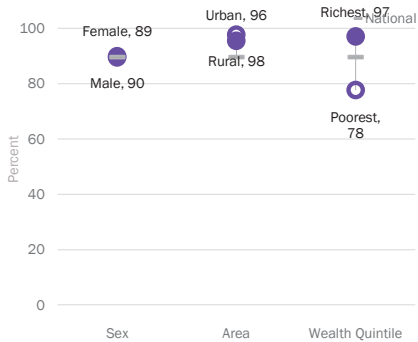 Richest, 97
National
Urban, 96
Female, 89
100
Rural, 98
Male, 90
80
Poorest,
78
60
Percent
40
20
0
Sex
Area
Wealth Quintile